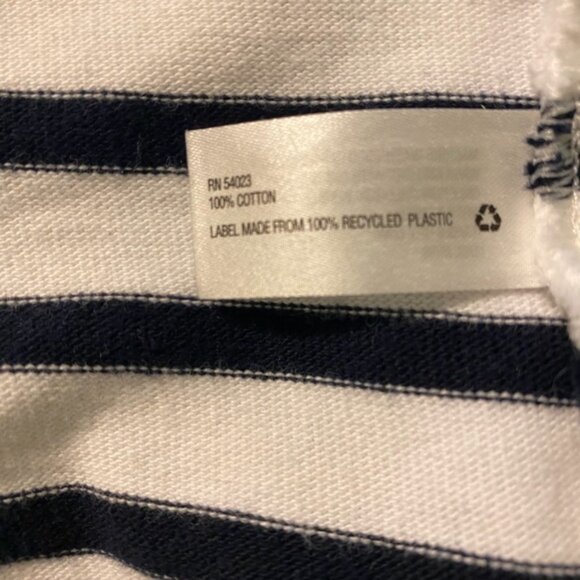 RN 54023
100% COTTON
LABEL MADE FROM 100% RECYCLED PLASTIC